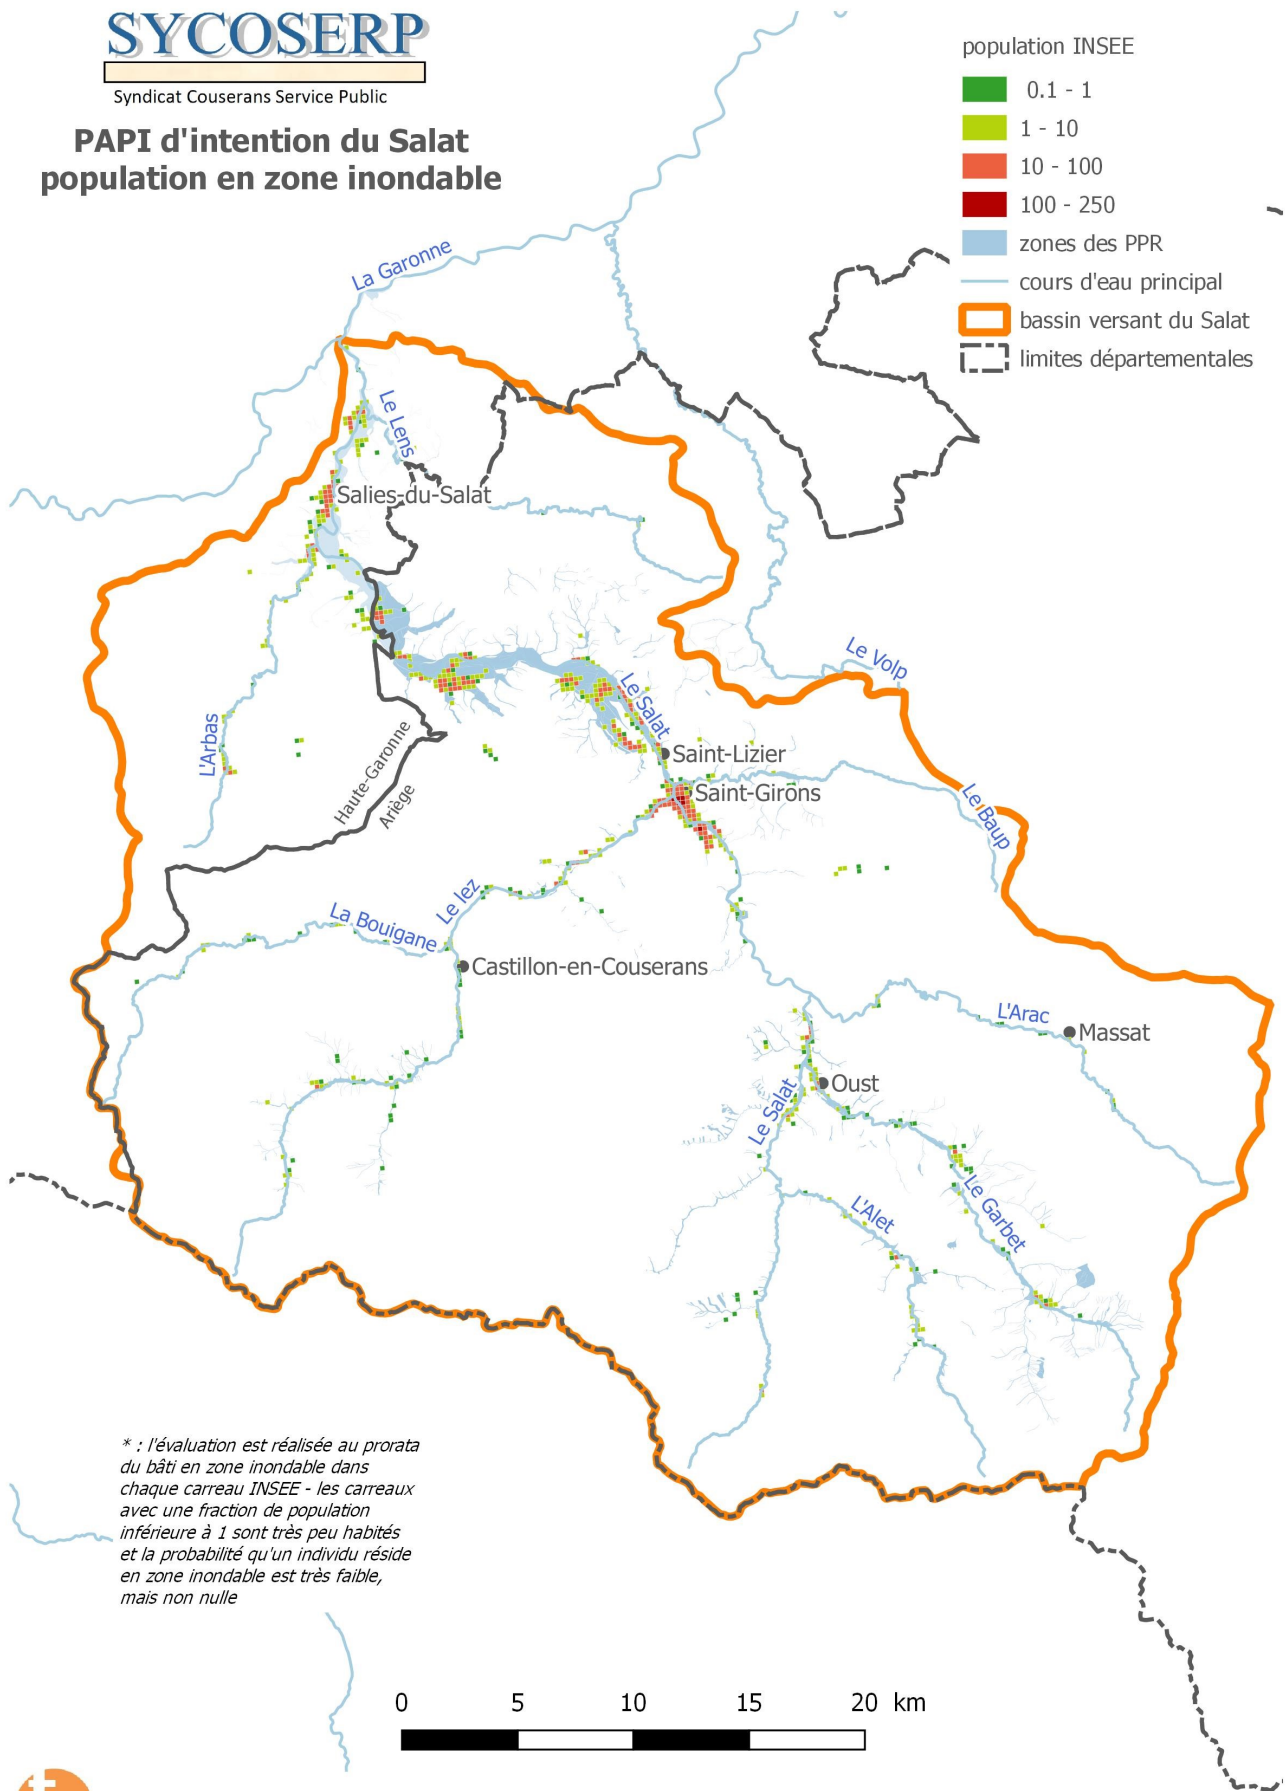 SYCOSERP
Syndicat Couserans Service Public
PAPI d'intention du Salat
population en zone inondable
population INSEE
0.1 - 1
1 - 10
10 - 100
100 - 250
zones des PPR
cours d'eau principal
bassin versant du Salat
limites départementales
La Garonne
Le Lens
Salies-du-Salat
Le Volp
Le Salat
L'Arbas
Haute-Garonne
Ariège
Saint-Lizier
Saint-Girons
Le Baup
Le lez
La Bouigane
Castillon-en-Couserans
L'Arac
Massat
Oust
Le Salat
L'Alet
Le Garbet
* : l'évaluation est réalisée au prorata
du bâti en zone inondable dans
chaque carreau INSEE - les carreaux
avec une fraction de population
inférieure à 1 sont très peu habités
et la probabilité qu'un individu réside
en zone inondable est très faible,
mais non nulle
0 5 10 15 20 km